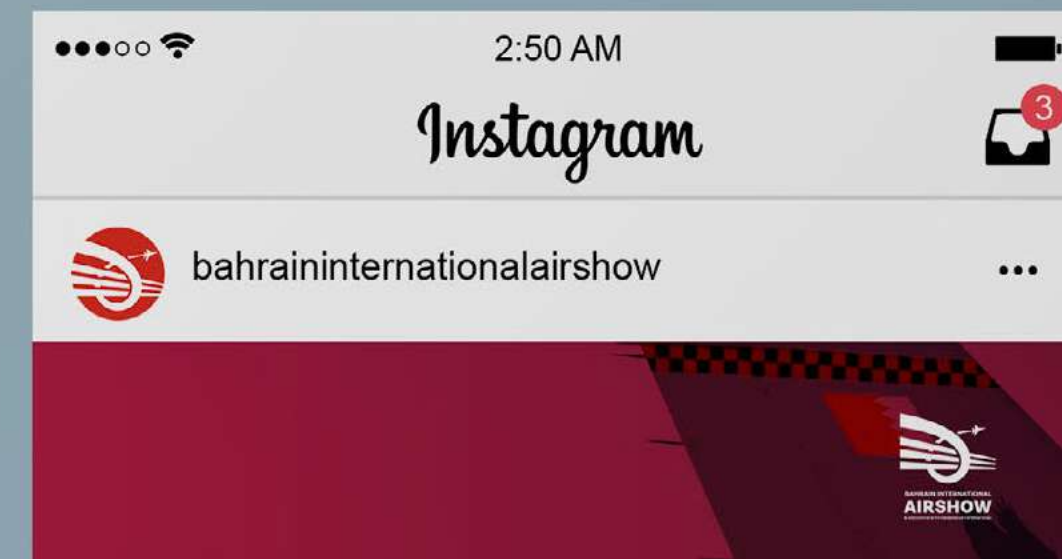 2:50 AM
Instagram
3
bahraininternationalairshow
BAHRAIN INTERNATIONAL
AIRSHOW